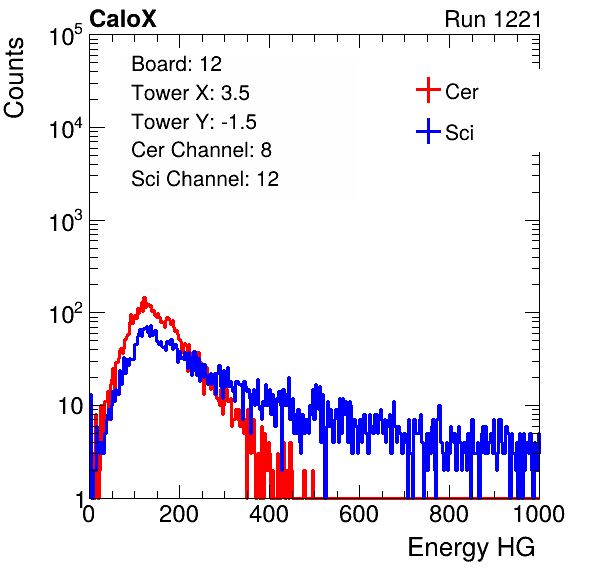 CaloX Run 1221
Counts
10^5
Board: 12
Tower X: 3.5
Tower Y: -1.5
Cer Channel: 8
Sci Channel: 12
Cer
Sci
10^4
10^3
10^2
10
1
0 200 400 600 800 1000
Energy HG